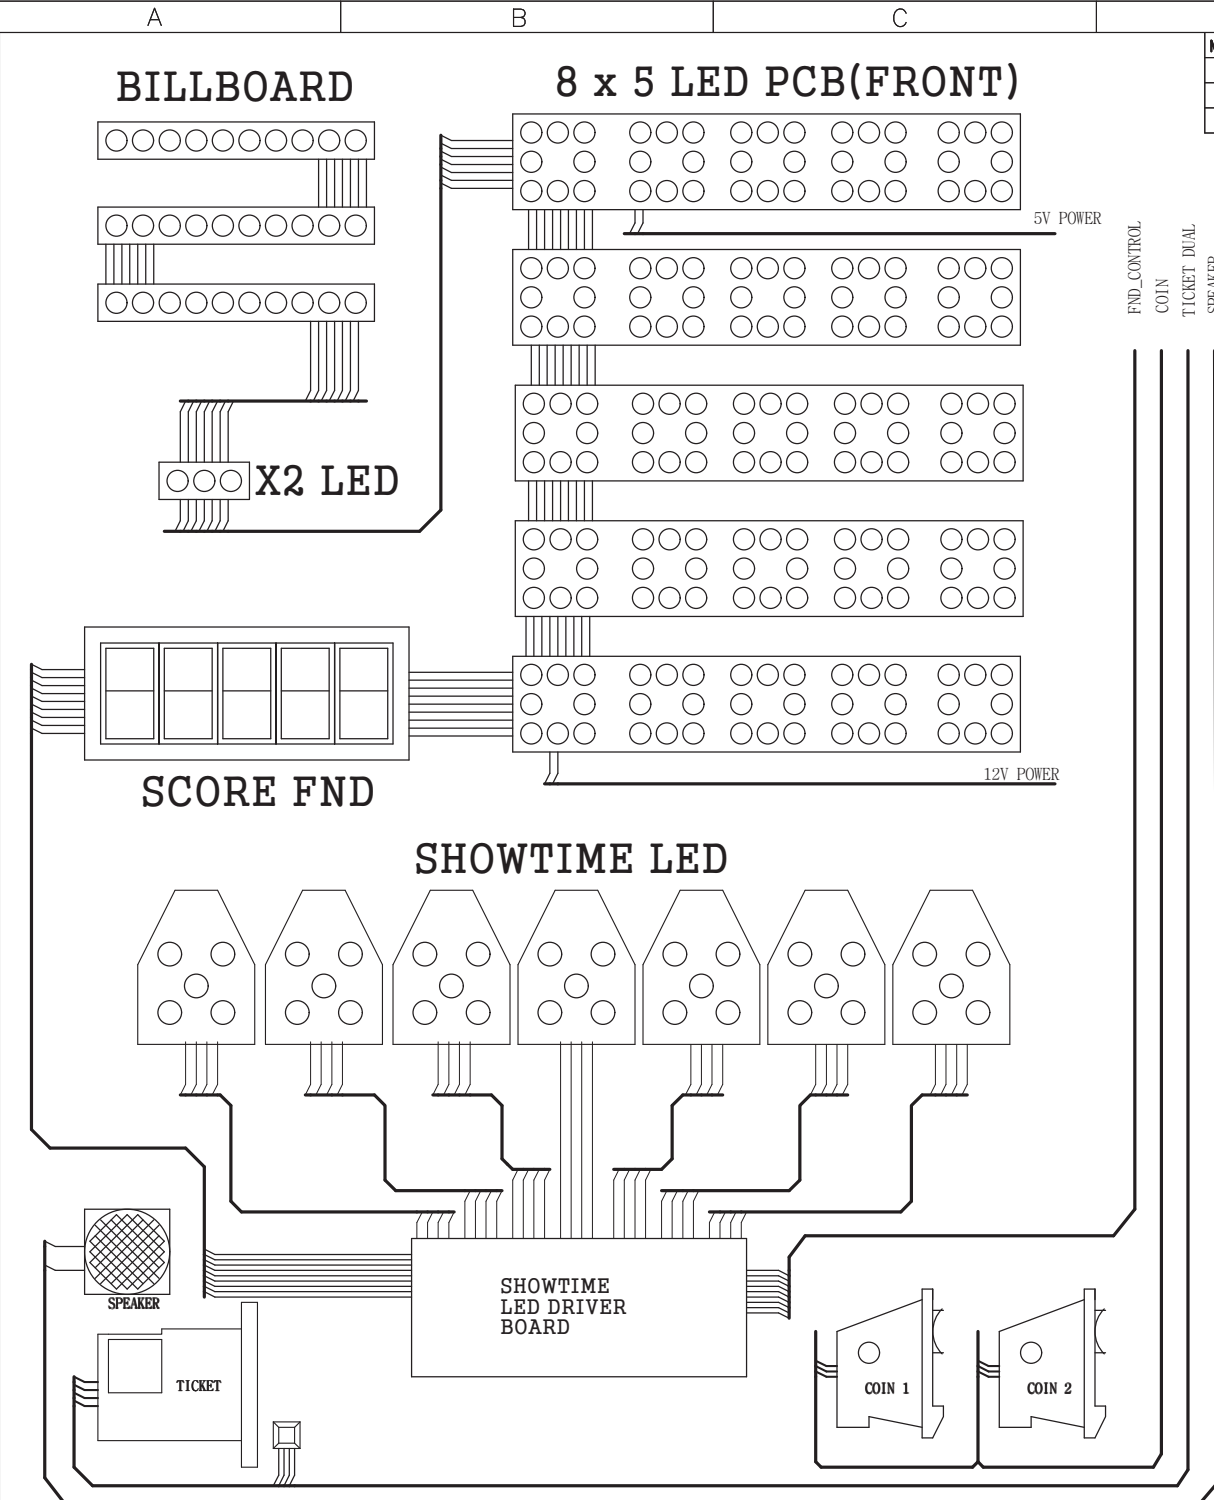 A
B
C
BILLBOARD
8 x 5 LED PCB(FRONT)
5V POWER
FND_CONTROL
COIN
TICKET DUAL
SPEAKER
X2 LED
12V POWER
SCORE FND
SHOWTIME LED
SHOWTIME
LED DRIVER
BOARD
SPEAKER
TICKET
COIN 1
COIN 2